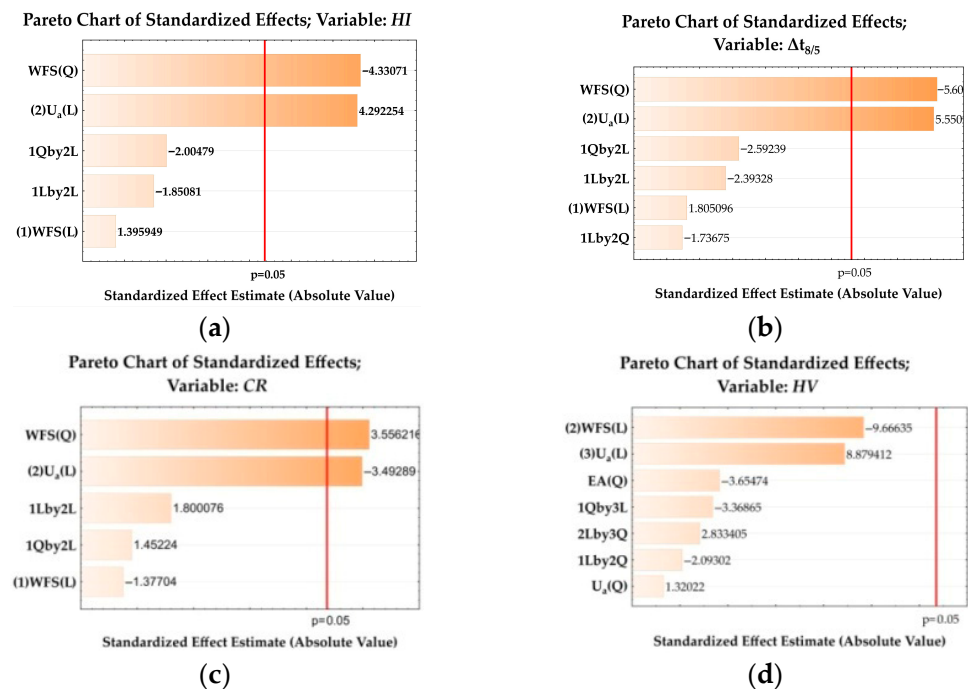 Pareto Chart of Standardized Effects; Variable: HI
WFS(Q)
−4.33071
(2)Uₐ(L)
4.292254
1Qby2L
−2.00479
1Lby2L
−1.85081
(1)WFS(L)
1.395949
p=0.05
Standardized Effect Estimate (Absolute Value)
(a)
Pareto Chart of Standardized Effects;
Variable: Δt8/5
WFS(Q)
−5.60
(2)Uₐ(L)
5.550
1Qby2L
−2.59239
1Lby2L
−2.39328
(1)WFS(L)
1.805096
1Lby2Q
−1.73675
p=0.05
Standardized Effect Estimate (Absolute Value)
(b)
Pareto Chart of Standardized Effects;
Variable: CR
WFS(Q)
3.556216
(2)Uₐ(L)
−3.49289
1Lby2L
1.800076
1Qby2L
1.45224
(1)WFS(L)
−1.37704
p=0.05
Standardized Effect Estimate (Absolute Value)
(c)
Pareto Chart of Standardized Effects;
Variable: HV
(2)WFS(L)
−9.66635
(3)Uₐ(L)
8.879412
EA(Q)
−3.65474
1Qby3L
−3.36865
2Lby3Q
2.833405
1Lby2Q
−2.09302
Uₐ(Q)
1.32022
p=0.05
Standardized Effect Estimate (Absolute Value)
(d)